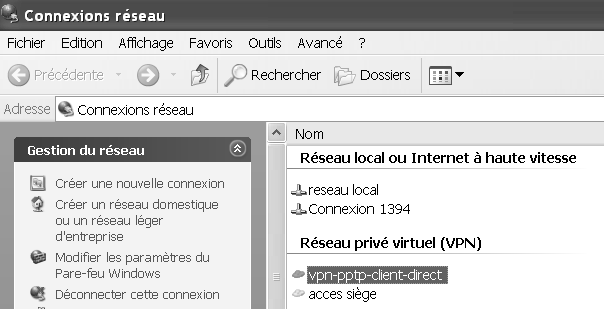 Connexions réseau
Fichier Edition Affichage Favoris Outils Avancé ?
Précédente Rechercher Dossiers
Adresse Connexions réseau
Gestion du réseau
Créer une nouvelle connexion
Créer un réseau domestique
ou un réseau léger
d'entreprise
Modifier les paramètres du
Pare-feu Windows
Déconnecter cette connexion
Nom
Réseau local ou Internet à haute vitesse
reseau local
Connexion 1394
Réseau privé virtuel (VPN)
vpn-pptp-client-direct
acces siège